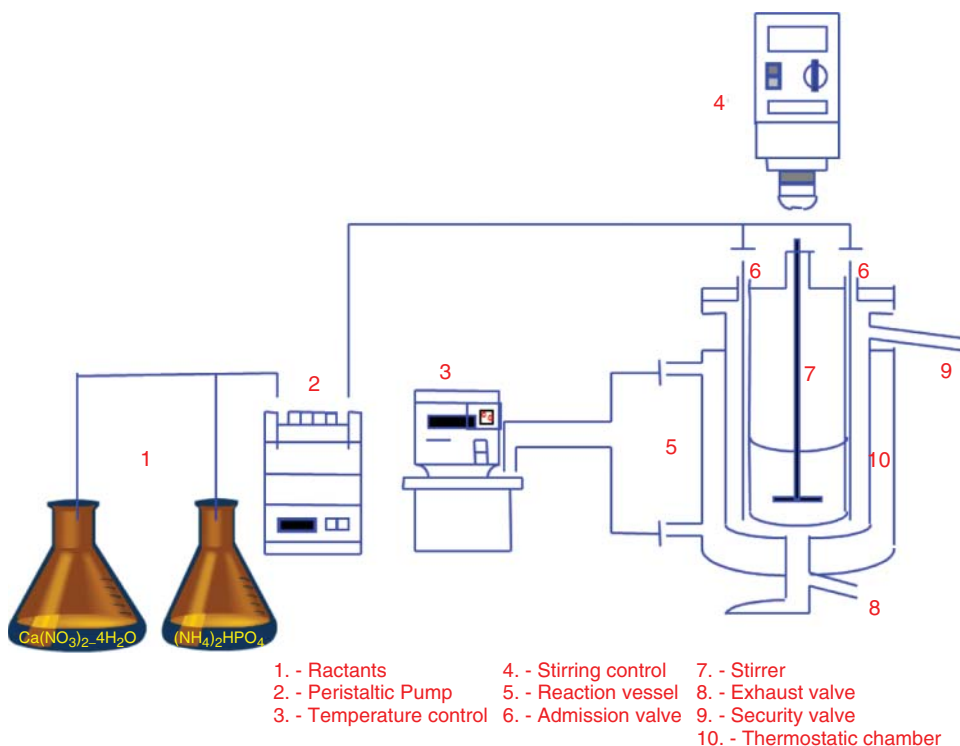 4
6 6
2 3 7 9
1 5 10
Ca(NO3)2_4H2O (NH4)2HPO4
8
1. - Ractants
2. - Peristaltic Pump
3. - Temperature control
4. - Stirring control
5. - Reaction vessel
6. - Admission valve
7. - Stirrer
8. - Exhaust valve
9. - Security valve
10. - Thermostatic chamber